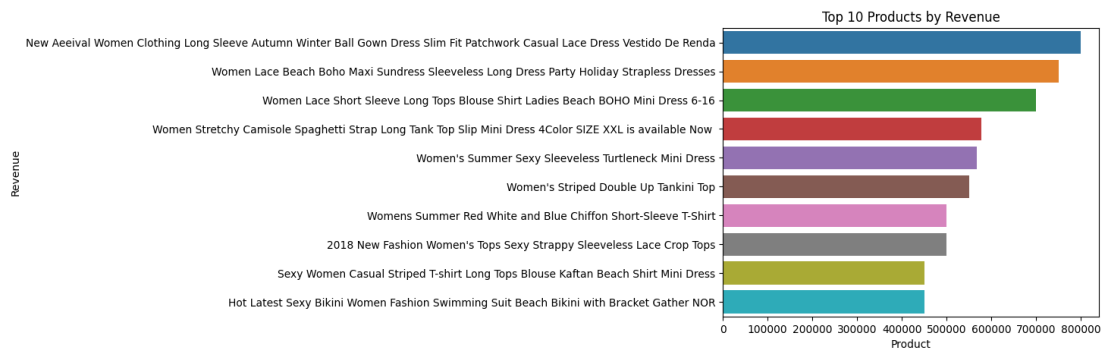 Top 10 Products by Revenue
New Aeeival Women Clothing Long Sleeve Autumn Winter Ball Gown Dress Slim Fit Patchwork Casual Lace Dress Vestido De Renda
Women Lace Beach Boho Maxi Sundress Sleeveless Long Dress Party Holiday Strapless Dresses
Women Lace Short Sleeve Long Tops Blouse Shirt Ladies Beach BOHO Mini Dress 6-16
Women Stretchy Camisole Spaghetti Strap Long Tank Top Slip Mini Dress 4Color SIZE XXL is available Now
Women's Summer Sexy Sleeveless Turtleneck Mini Dress
Women's Striped Double Up Tankini Top
Womens Summer Red White and Blue Chiffon Short-Sleeve T-Shirt
2018 New Fashion Women's Tops Sexy Strappy Sleeveless Lace Crop Tops
Sexy Women Casual Striped T-shirt Long Tops Blouse Kaftan Beach Shirt Mini Dress
Hot Latest Sexy Bikini Women Fashion Swimming Suit Beach Bikini with Bracket Gather NOR
Revenue
0 100000 200000 300000 400000 500000 600000 700000 800000
Product